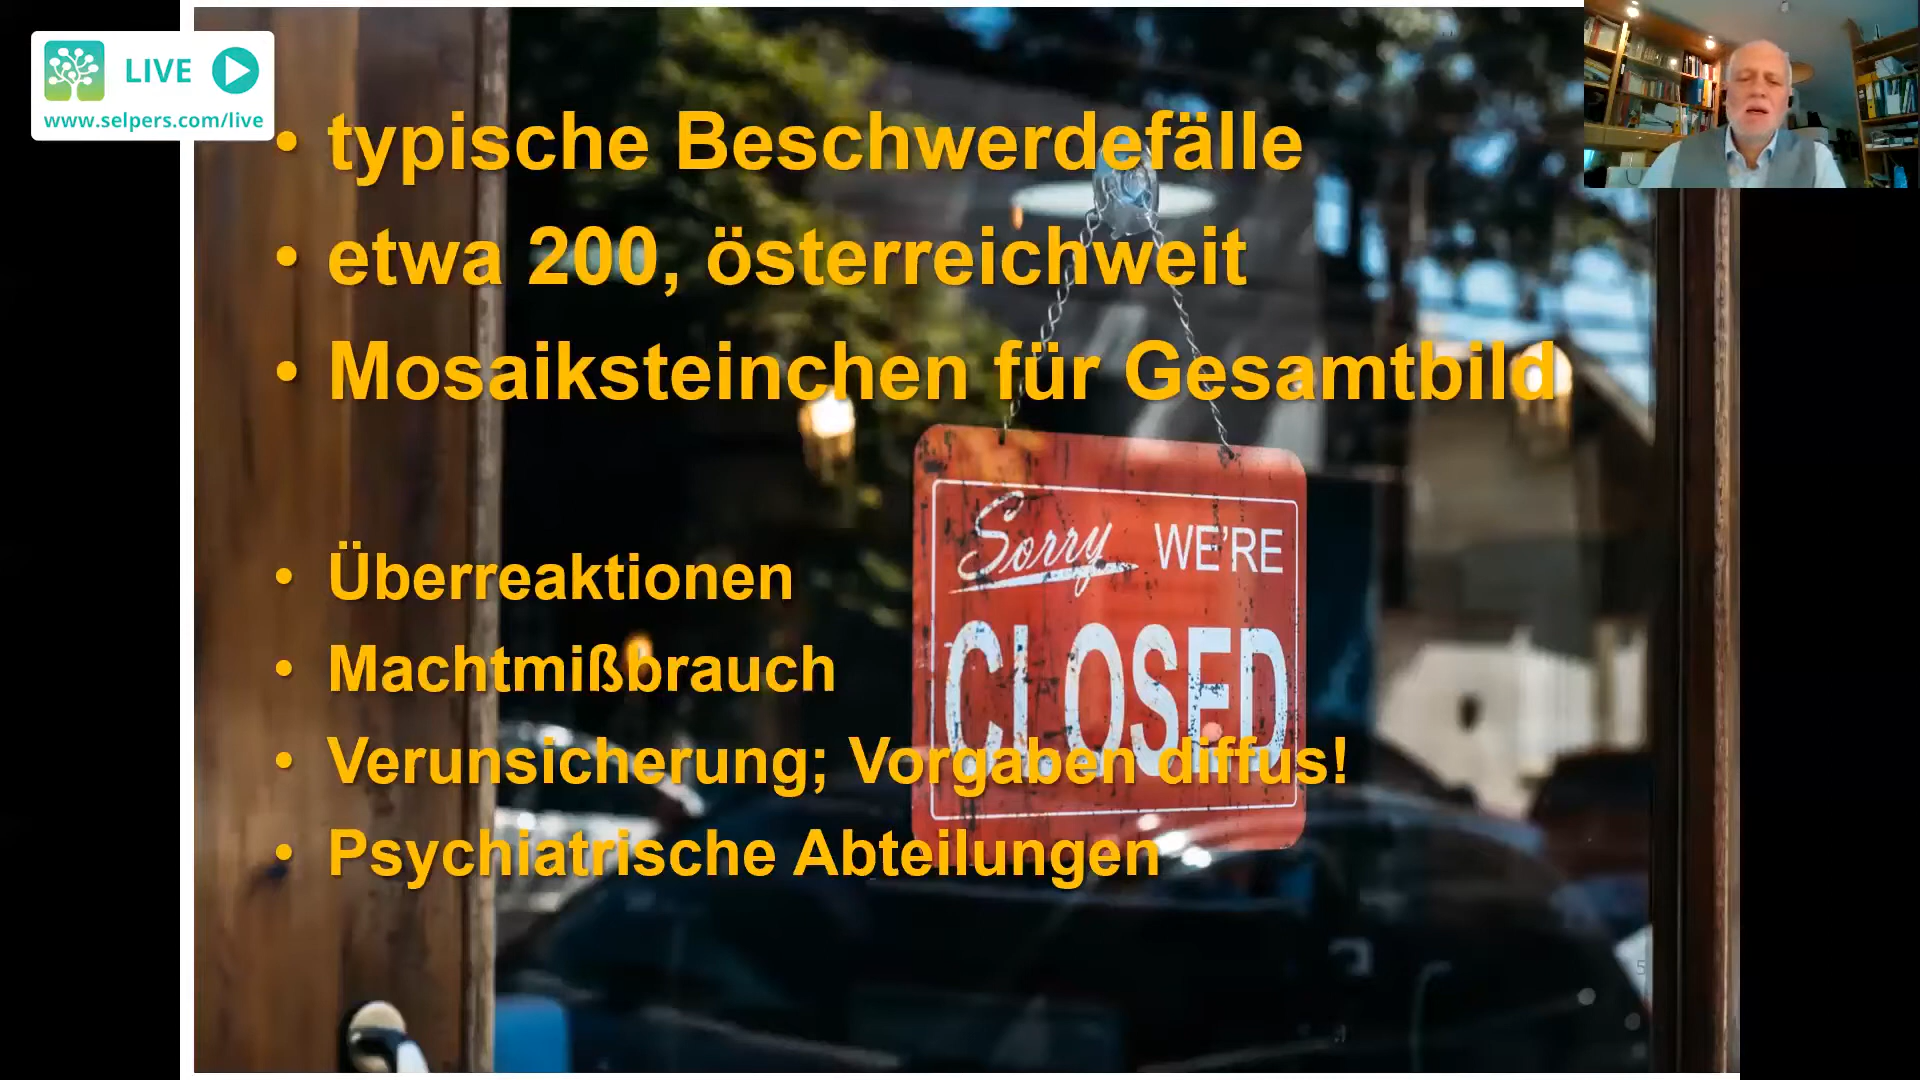 LIVE
www.selpers.com/live
• typische Beschwerdefälle
• etwa 200, österreichweit
• Mosaiksteinchen für Gesamtbild
Sorry WE'RE
CLOSED
• Überreaktionen
• Machtmißbrauch
• Verunsicherung; Vorgaben diffus!
• Psychiatrische Abteilungen
5